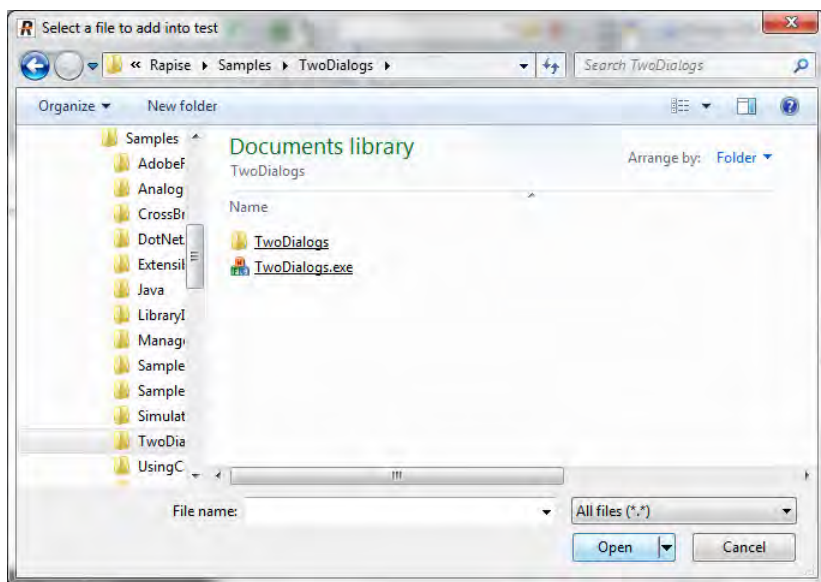 R Select a file to add into test
« Rapise ▸ Samples ▸ TwoDialogs ▸ Search TwoDialogs
Organize ▾ New folder
Samples
AdobeF
Analog
CrossBr
DotNet
Extensil
Java
LibraryI
Manag
Sample
Sample
Simulat
TwoDia
UsingC
Documents library
TwoDialogs
Arrange by: Folder ▾
Name
TwoDialogs
TwoDialogs.exe
File name:
All files (*.*)
Open
Cancel